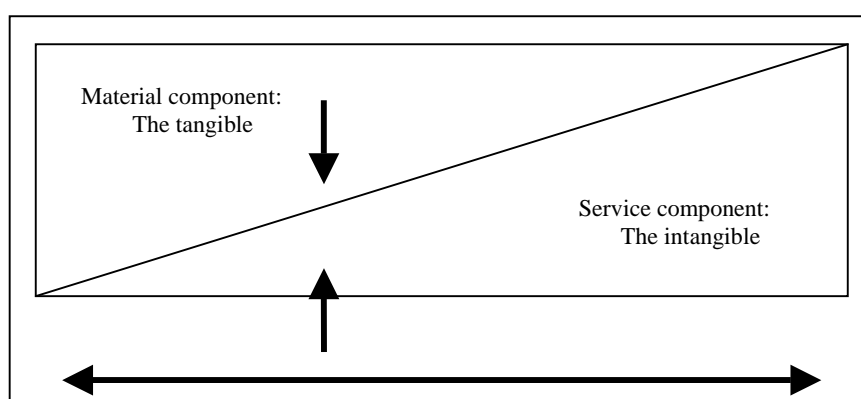 Material component:
The tangible
Service component:
The intangible